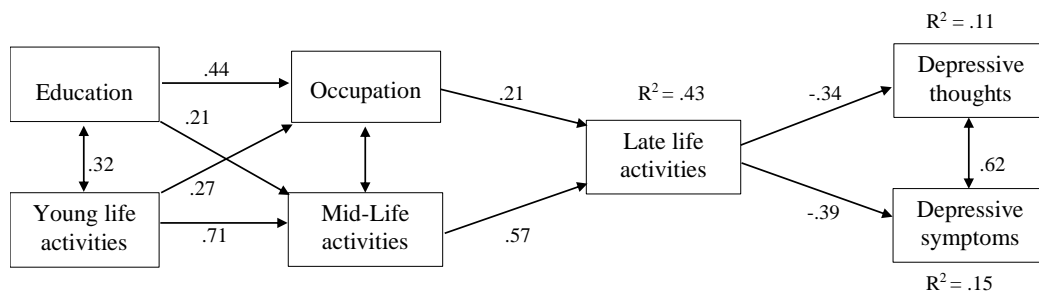 R² = .11
Education
.44
Occupation
.21
R² = .43
-.34
Depressive
thoughts
.21
.32
Late life
activities
.62
.27
Young life
activities
.71
Mid-Life
activities
.57
-.39
Depressive
symptoms
R² = .15